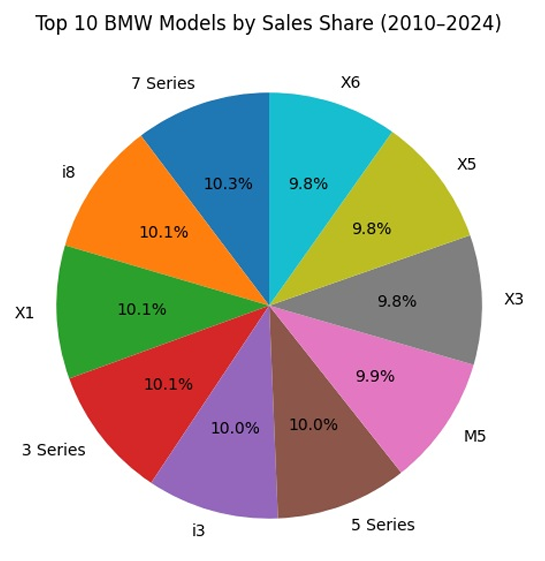 Top 10 BMW Models by Sales Share (2010–2024)
7 Series
X6
i8
X5
10.3%
9.8%
10.1%
9.8%
X1
10.1%
9.8%
X3
10.1%
9.9%
3 Series
10.0%
10.0%
M5
i3
5 Series